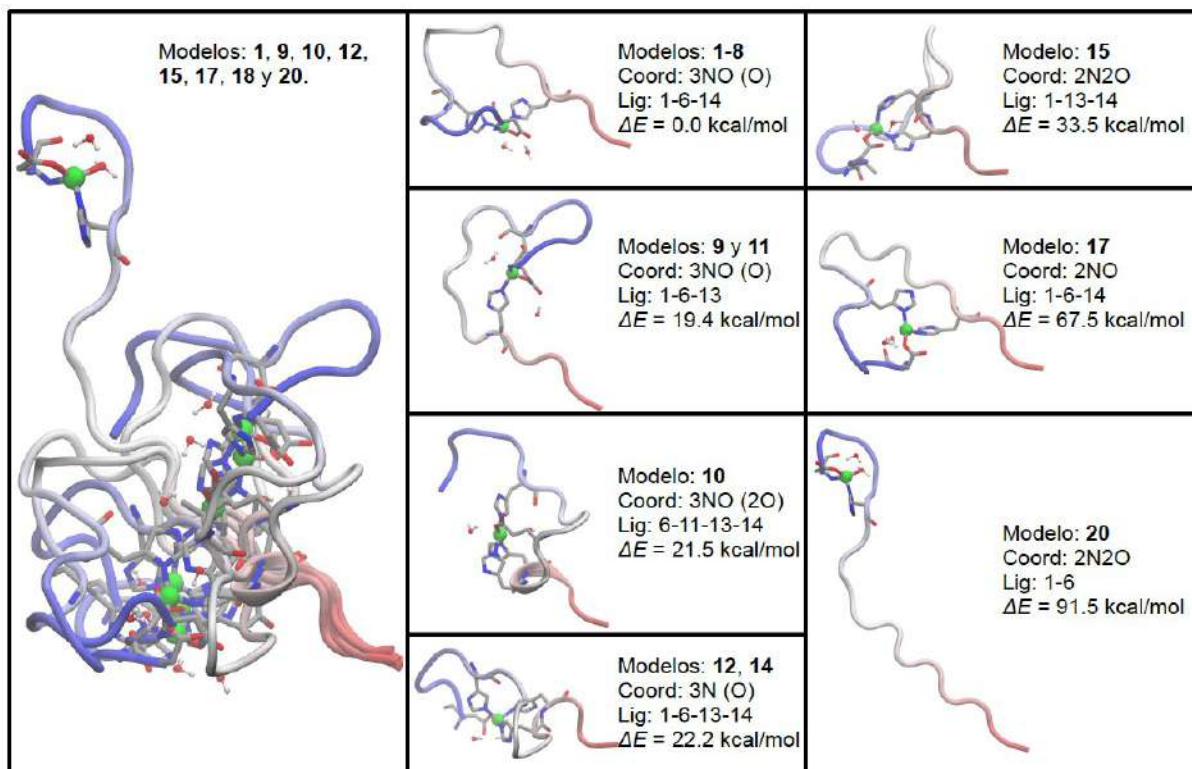 Modelos: 1, 9, 10, 12,
15, 17, 18 y 20.
Modelos: 1-8
Coord: 3NO (O)
Lig: 1-6-14
ΔE = 0.0 kcal/mol
Modelo: 15
Coord: 2N2O
Lig: 1-13-14
ΔE = 33.5 kcal/mol
Modelos: 9 y 11
Coord: 3NO (O)
Lig: 1-6-13
ΔE = 19.4 kcal/mol
Modelo: 17
Coord: 2NO
Lig: 1-6-14
ΔE = 67.5 kcal/mol
Modelo: 10
Coord: 3NO (2O)
Lig: 6-11-13-14
ΔE = 21.5 kcal/mol
Modelo: 20
Coord: 2N2O
Lig: 1-6
ΔE = 91.5 kcal/mol
Modelos: 12, 14
Coord: 3N (O)
Lig: 1-6-13-14
ΔE = 22.2 kcal/mol